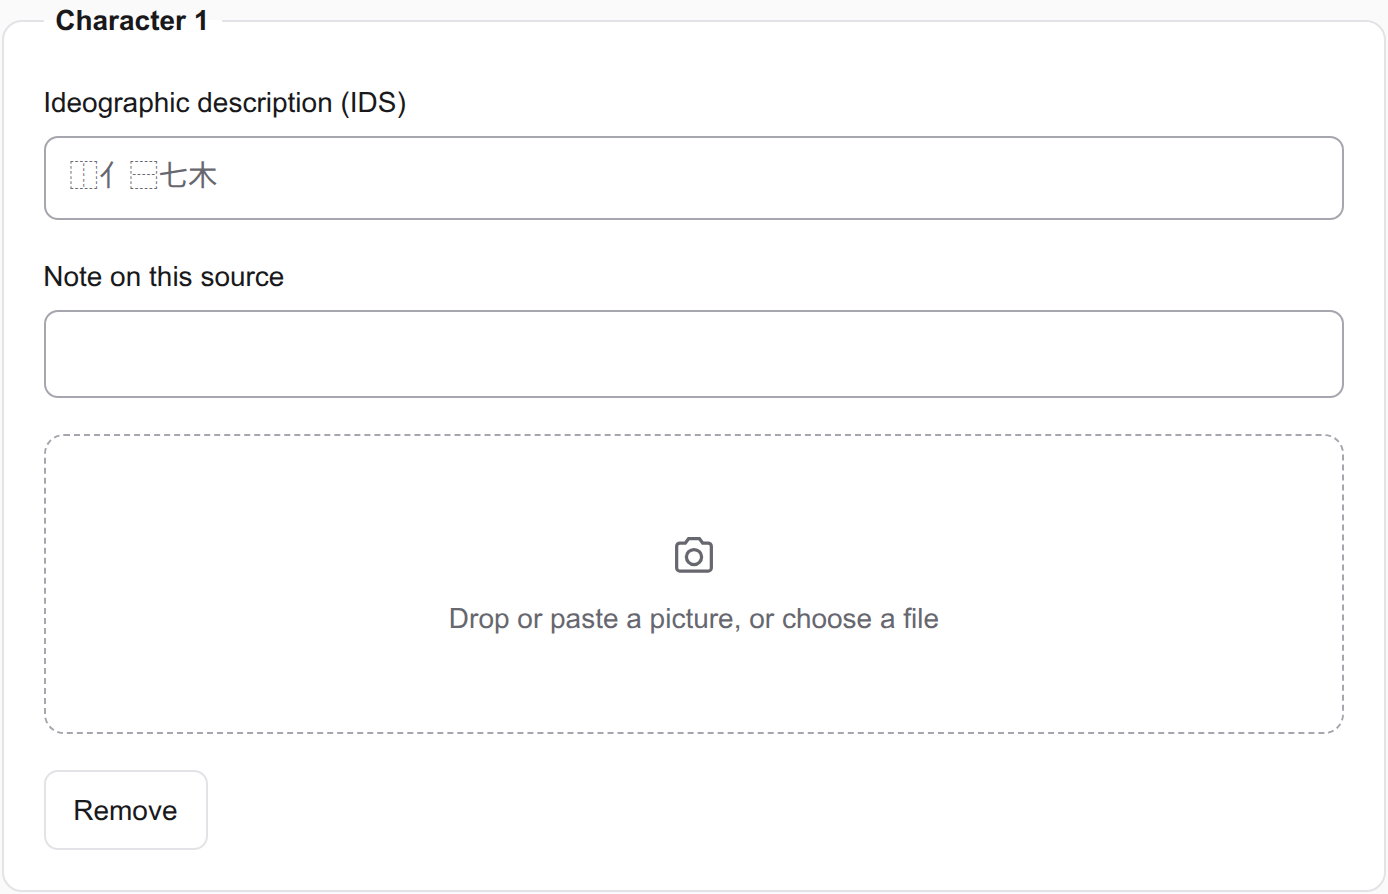 Character 1
Ideographic description (IDS)
⿰亻⿱七木
Note on this source
Drop or paste a picture, or choose a file
Remove